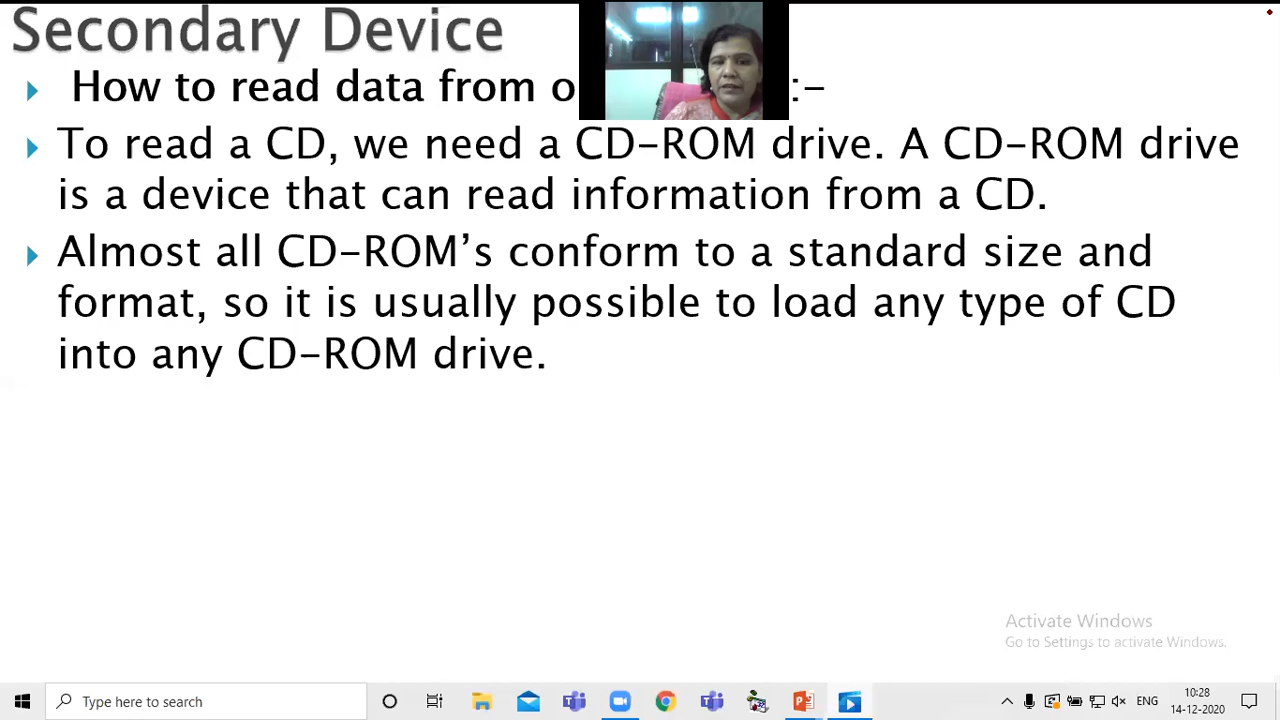 Secondary Device
How to read data from :-
To read a CD, we need a CD-ROM drive. A CD-ROM drive
is a device that can read information from a CD.
Almost all CD-ROM’s conform to a standard size and
format, so it is usually possible to load any type of CD
into any CD-ROM drive.
Activate Windows
Go to Settings to activate Windows.
Type here to search
ENG
10:28
14-12-2020